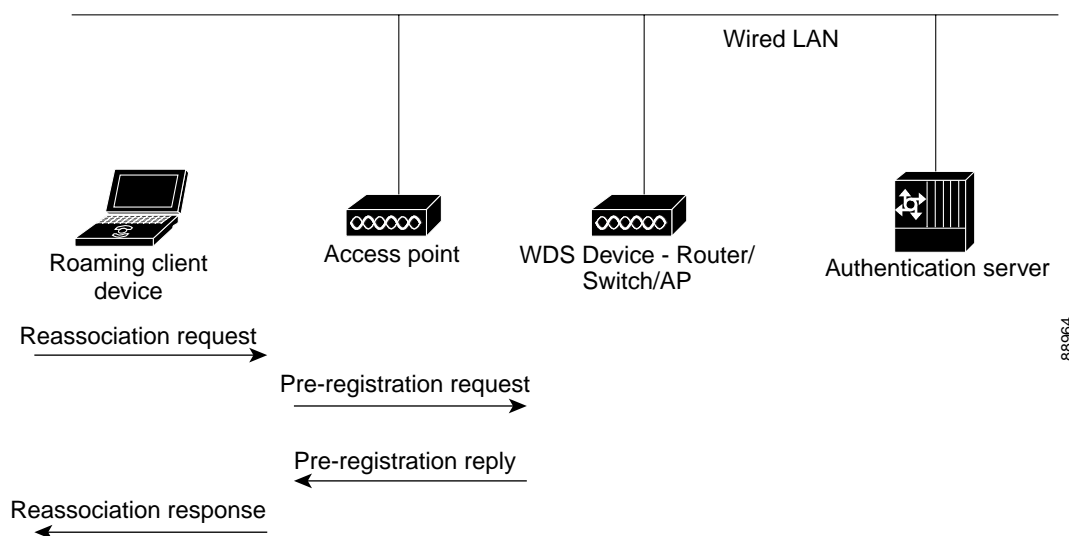 Wired LAN
Roaming client
device
Access point
WDS Device - Router/
Switch/AP
Authentication server
88964
Reassociation request
Pre-registration request
Pre-registration reply
Reassociation response